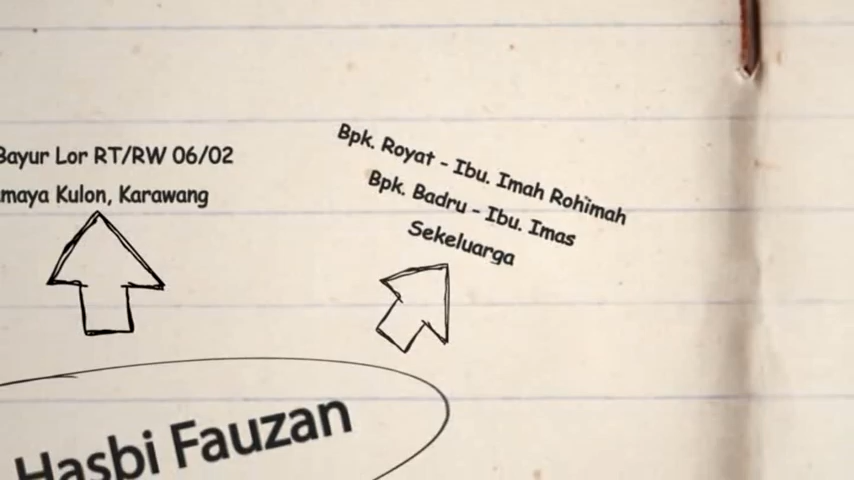 Bayur Lor RT/RW 06/02
Kulon, Karawang
Bpk. Royat - Ibu. Imah Rohimah
Bpk. Badru - Ibu. Imas
Sekeluarga
Hasbi Fauzan